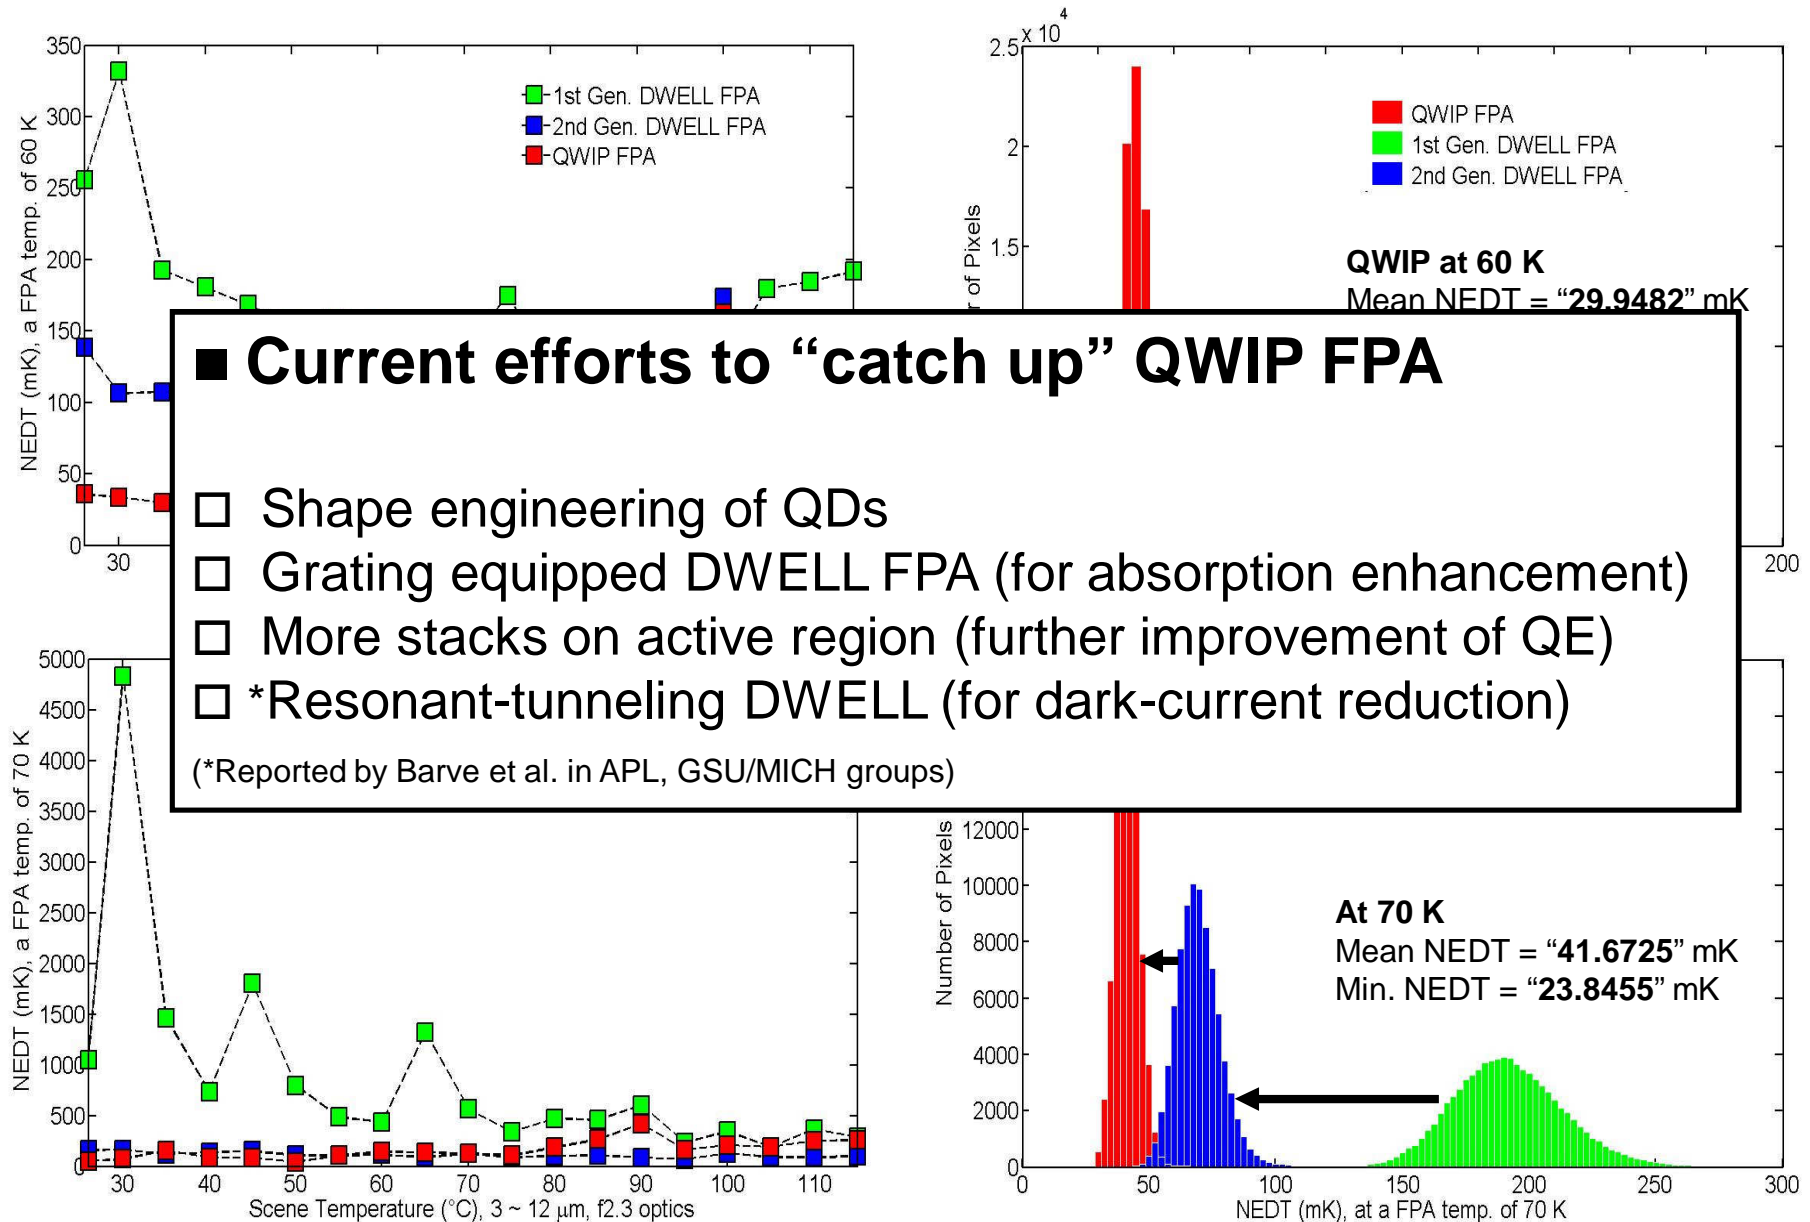 350
300
250
200
150
100
50
0
30
NEDT (mK), a FPA temp. of 60 K
1st Gen. DWELL FPA
2nd Gen. DWELL FPA
QWIP FPA
x 10 4
2.5
2
1.5
r of Pixels
200
QWIP FPA
1st Gen. DWELL FPA
2nd Gen. DWELL FPA
QWIP at 60 K
Mean NEDT = “29.9482” mK
■ Current efforts to “catch up” QWIP FPA
□ Shape engineering of QDs
□ Grating equipped DWELL FPA (for absorption enhancement)
□ More stacks on active region (further improvement of QE)
□ *Resonant-tunneling DWELL (for dark-current reduction)
(*Reported by Barve et al. in APL, GSU/MICH groups)
5000
4500
4000
3500
3000
2500
2000
1500
1000
500
0
NEDT (mK), a FPA temp. of 70 K
30 40 50 60 70 80 90 100 110
Scene Temperature (°C), 3 ~ 12 μm, f2.3 optics
12000
10000
8000
6000
4000
2000
0
Number of Pixels
At 70 K
Mean NEDT = “41.6725” mK
Min. NEDT = “23.8455” mK
0 50 100 150 200 250 300
NEDT (mK), at a FPA temp. of 70 K